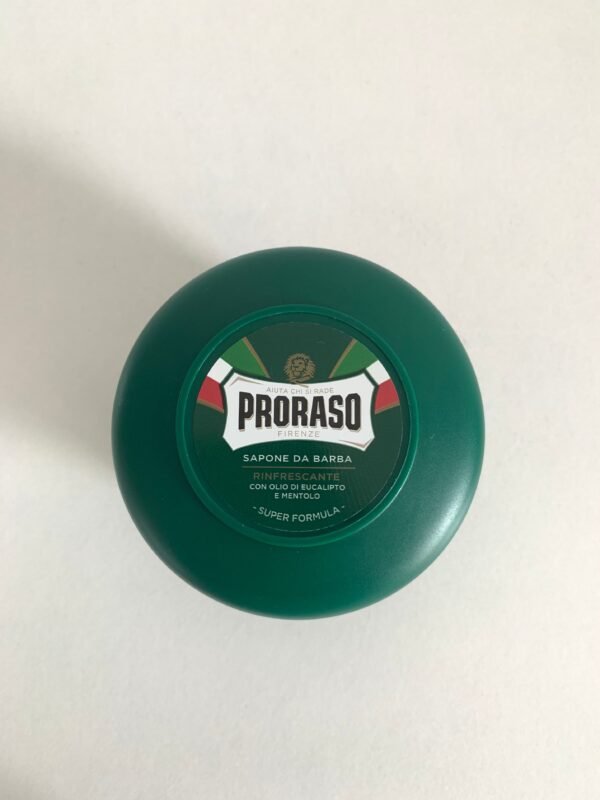 AIUTA CHI SI RADE
PRORASO
FIRENZE
SAPONE DA BARBA
RINFRESCANTE
CON OLIO DI EUCALIPTO
E MENTOLO
- SUPER FORMULA -